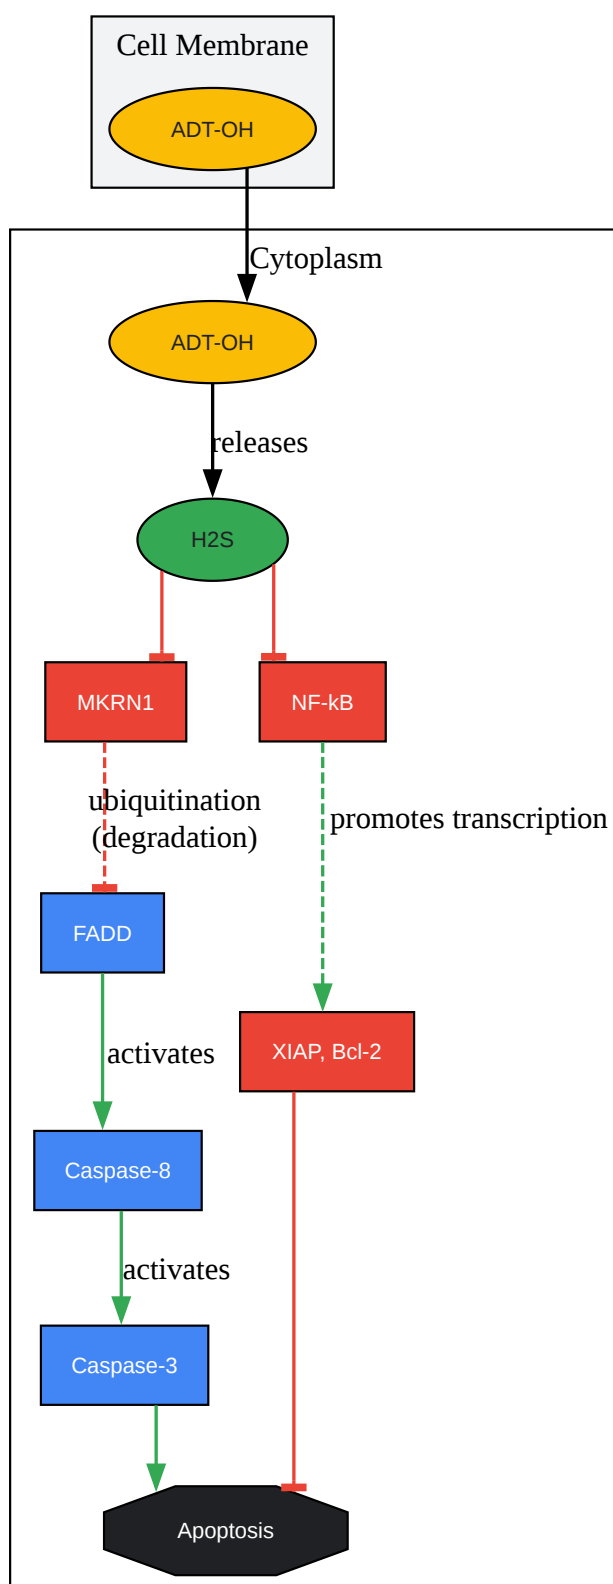 Cell Membrane
ADT-OH
Cytoplasm
ADT-OH
releases
H2S
MKRN1
NF-kB
ubiquitination
(degradation)
promotes transcription
FADD
activates
XIAP, Bcl-2
Caspase-8
activates
Caspase-3
Apoptosis